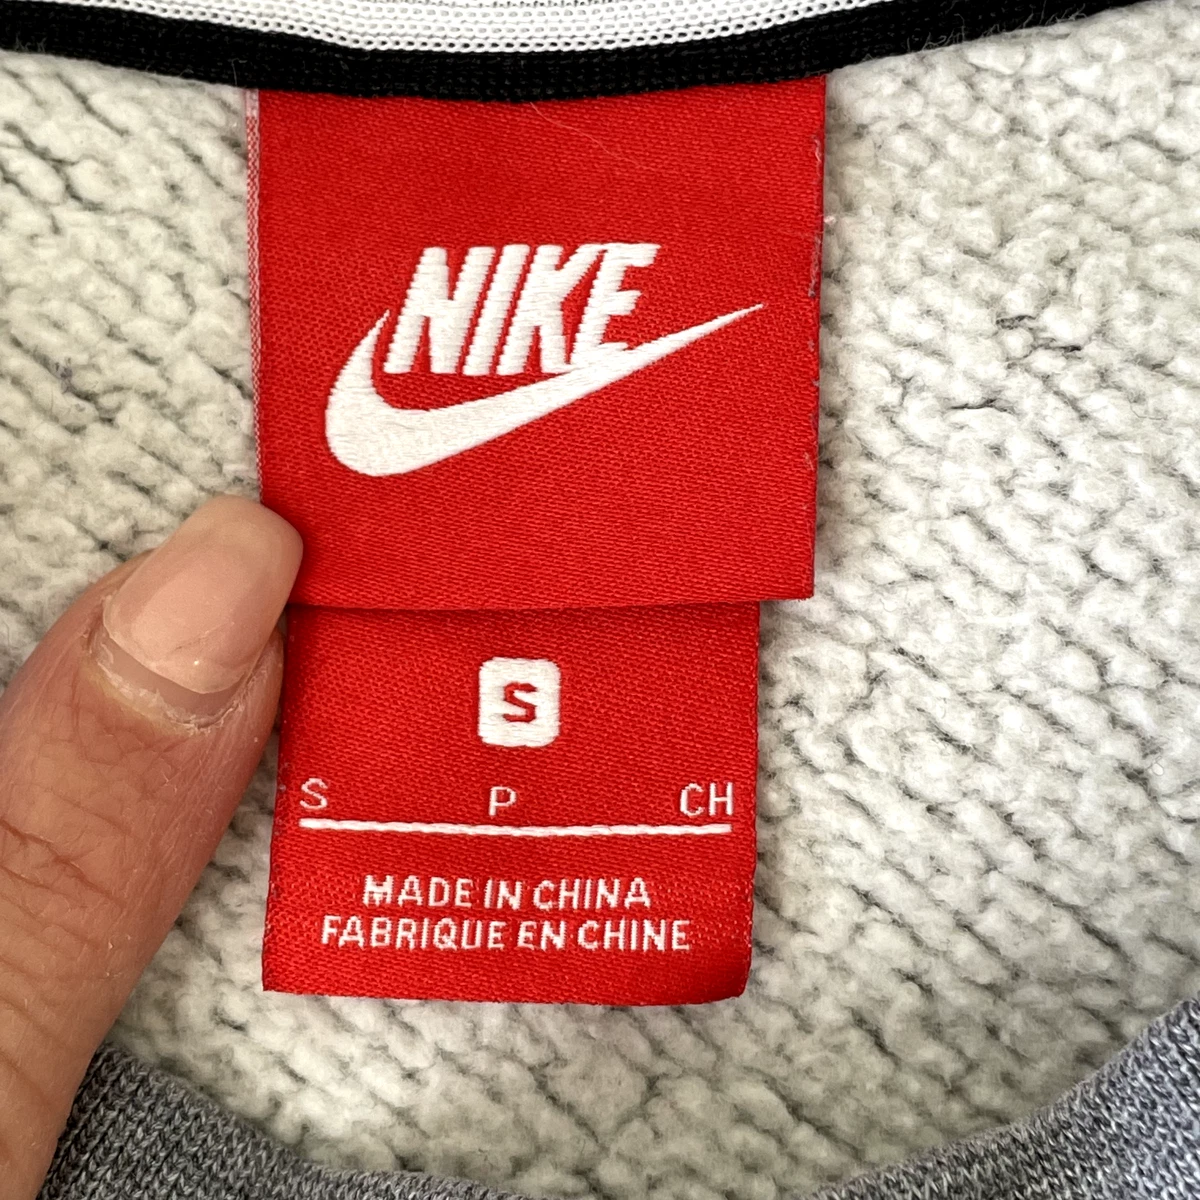 NIKE
S
S P CH
MADE IN CHINA
FABRIQUE EN CHINE